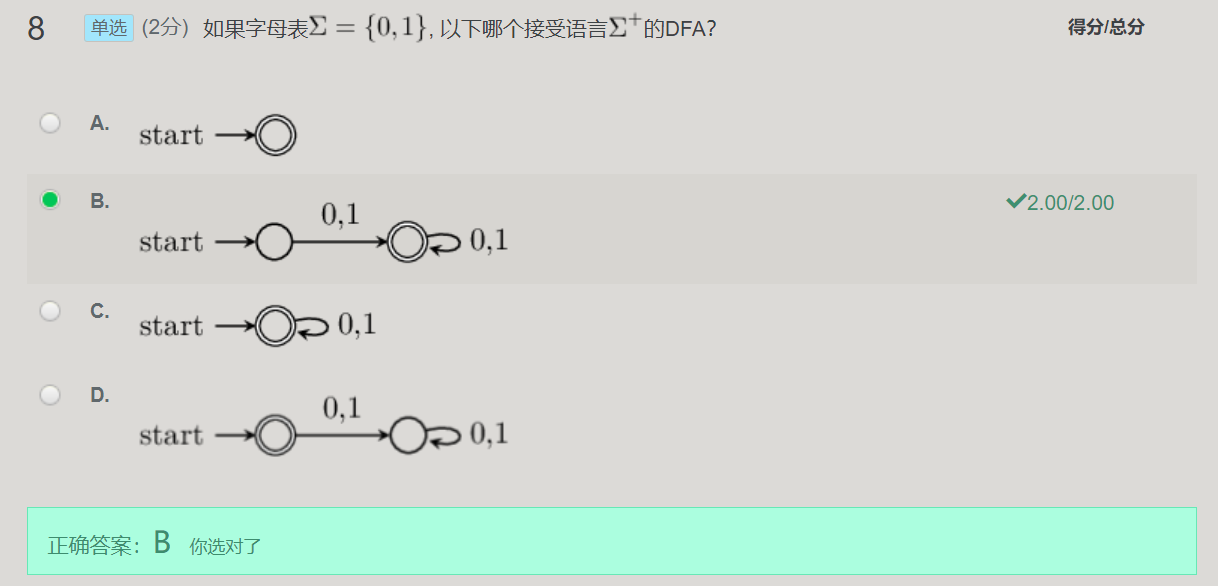 8 单选 (2分) 如果字母表Σ = {0,1}, 以下哪个接受语言Σ⁺的DFA? 得分/总分
A. start
B. 2.00/2.00
0,1
start 0,1
C. start 0,1
D.
0,1
start 0,1
正确答案：B 你选对了